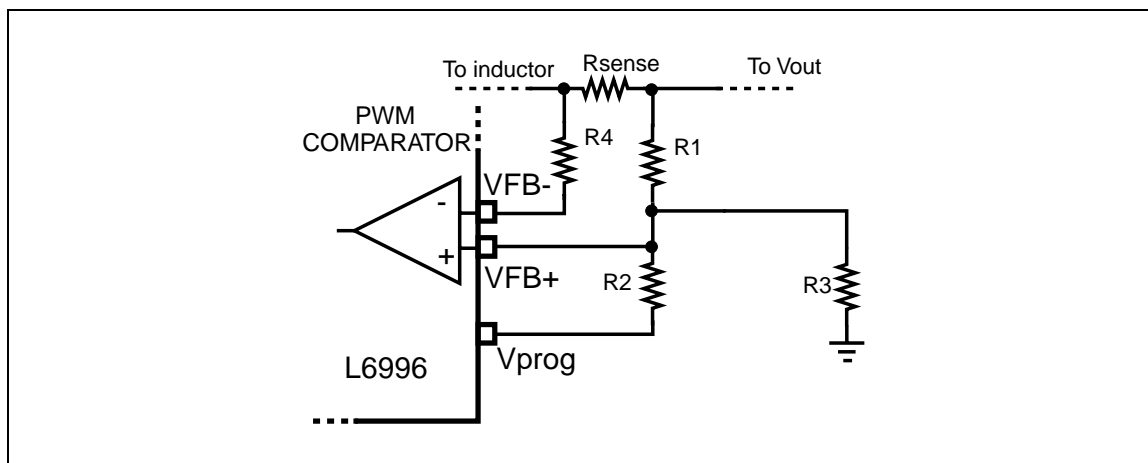 To inductor
Rsense
To Vout
PWM
COMPARATOR
R4
R1
VFB-
-
+
VFB+
R2
R3
Vprog
L6996